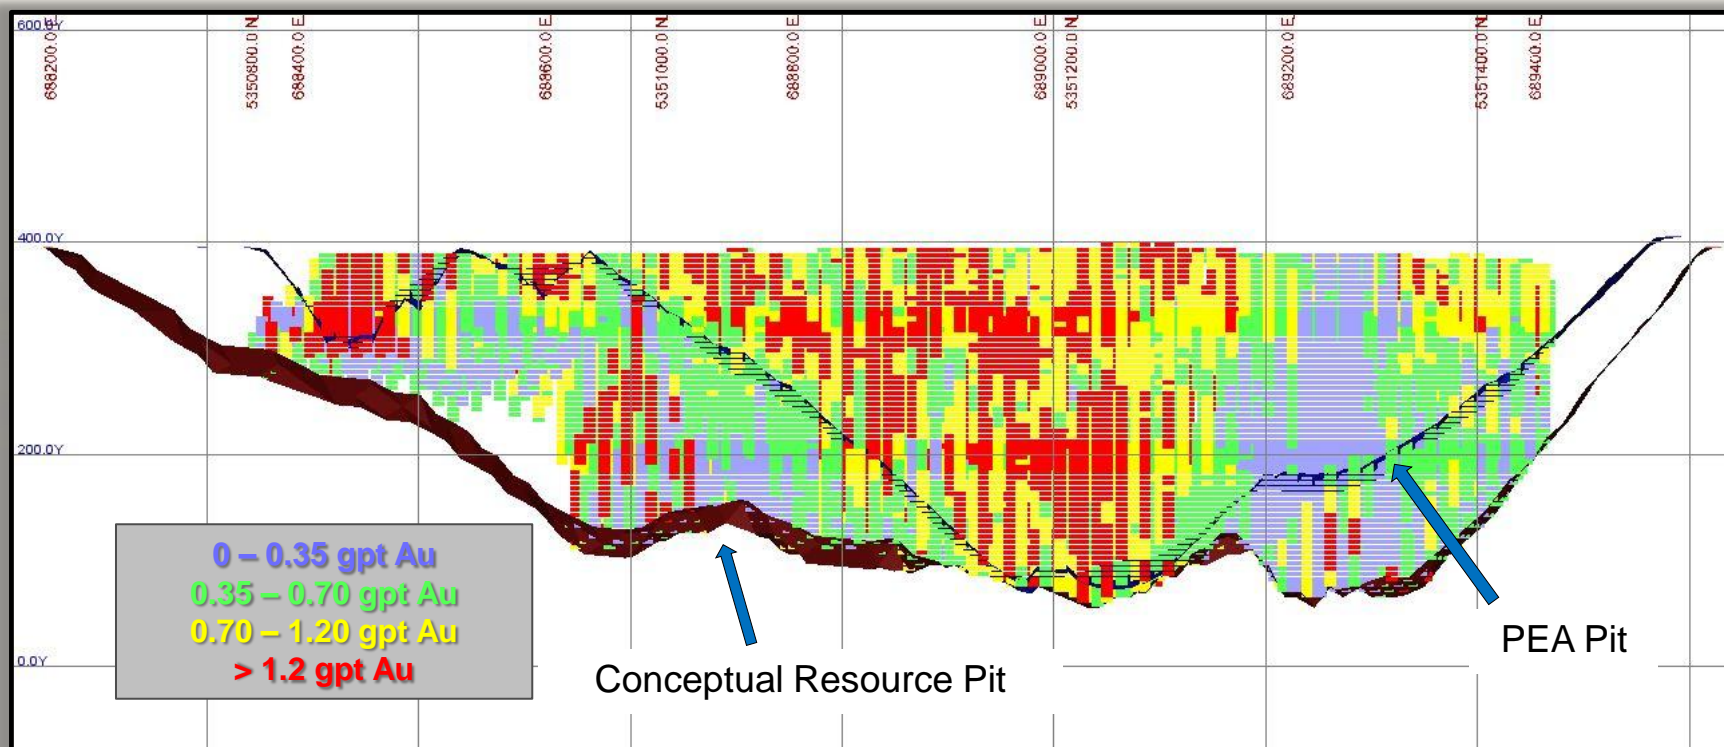 600.0Y
688200.0 E
5350800.0 N
688400.0 E
688600.0 E
5351000.0 N
688800.0 E
689000.0 E
5351200.0 N
689200.0 E
5351400.0 N
689400.0 E
400.0Y
200.0Y
0 – 0.35 gpt Au
0.35 – 0.70 gpt Au
0.70 – 1.20 gpt Au
> 1.2 gpt Au
0.0Y
PEA Pit
Conceptual Resource Pit